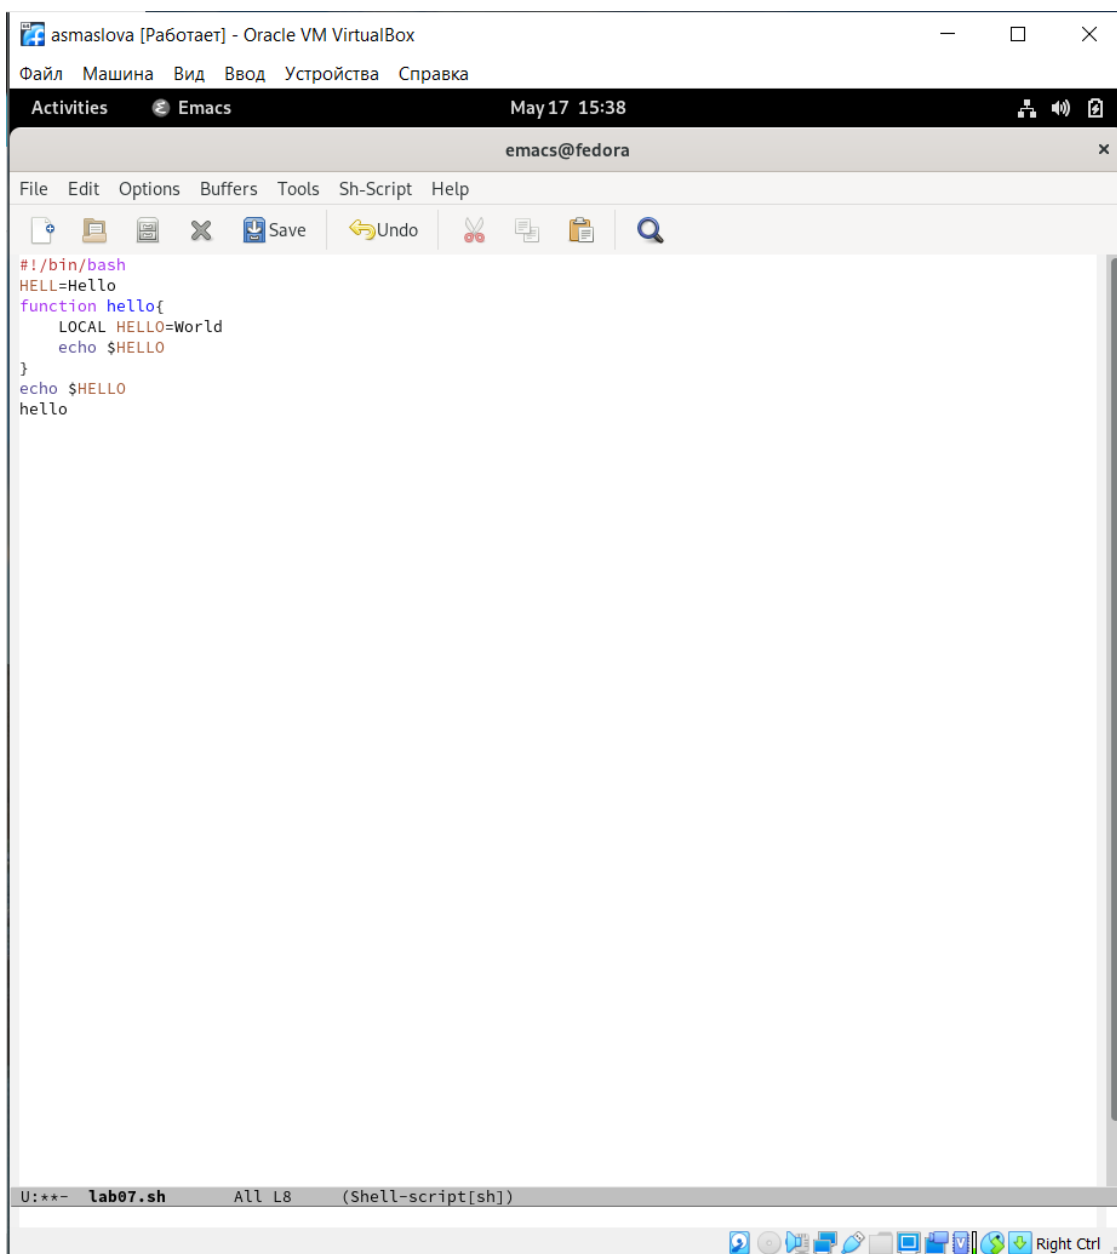 asmaslova [Работает] - Oracle VM VirtualBox
Файл Машина Вид Ввод Устройства Справка
Activities Emacs May 17 15:38
emacs@fedora
File Edit Options Buffers Tools Sh-Script Help
Save Undo
#!/bin/bash
HELL=Hello
function hello{
    LOCAL HELLO=World
    echo $HELLO
}
echo $HELLO
hello
U:**- lab07.sh All L8 (Shell-script[sh])
Right Ctrl